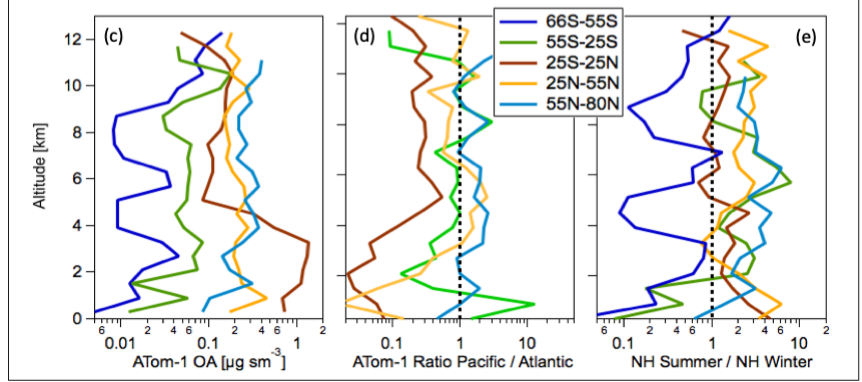 (c)
(d)
(e)
66S-55S
55S-25S
25S-25N
25N-55N
55N-80N
Altitude [km]
12
10
8
6
4
2
0
6 2 4 6 2 4 6 2
0.01 0.1 1
0.1 1 10
2 4 6 2 4 6 2
0.1 1 10
ATom-1 OA [µg sm⁻³]
ATom-1 Ratio Pacific / Atlantic
NH Summer / NH Winter